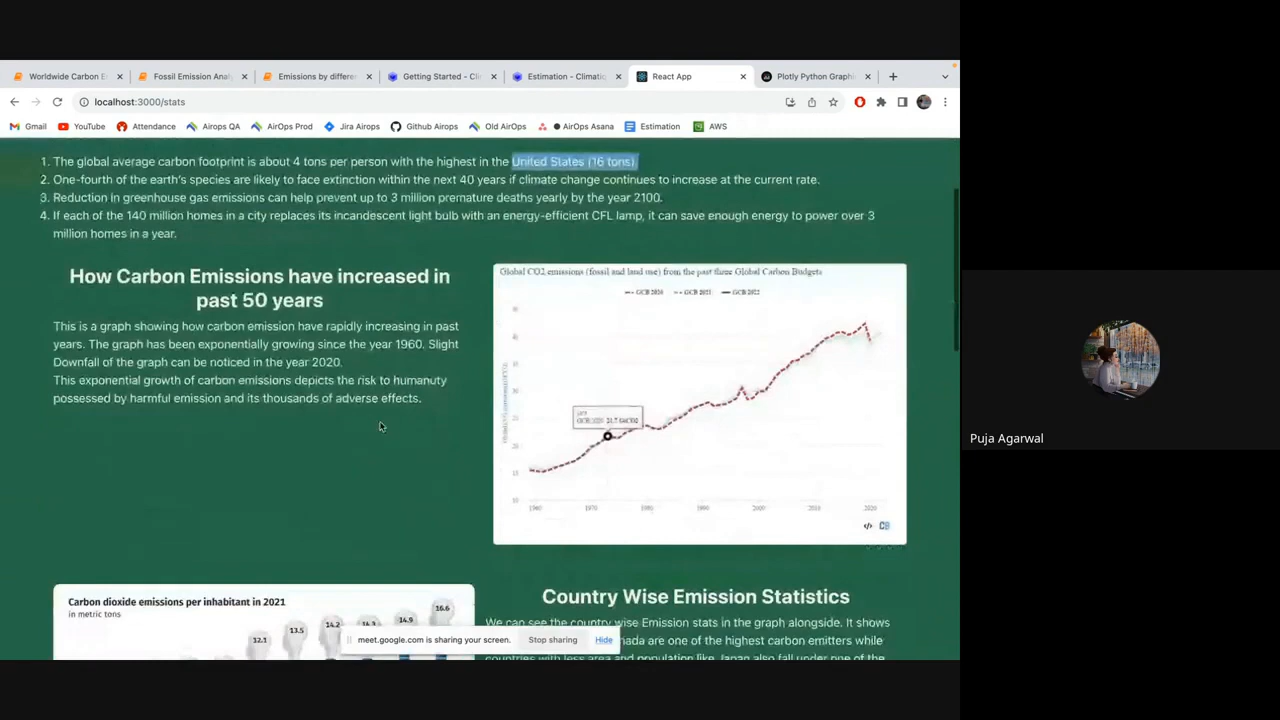 Worldwide Carbon E
Fossil Emission Anal
Emissions by differe
Getting Started - Cli
Estimation - Climatic
React App
Plotly Python Graph
localhost:3000/stats
Gmail
YouTube
Attendance
Airops QA
AirOps Prod
Jira Airops
Github Airops
Old AirOps
AirOps Asana
Estimation
AWS
1. The global average carbon footprint is about 4 tons per person with the highest in the United States (16 tons).
2. One-fourth of the earth's species are likely to face extinction within the next 40 years if climate change continues to increase at the current rate.
3. Reduction in greenhouse gas emissions can help prevent up to 3 million premature deaths yearly by the year 2100.
4. If each of the 140 million homes in a city replaces its incandescent light bulb with an energy-efficient CFL lamp, it can save enough energy to power over 3
million homes in a year.
How Carbon Emissions have increased in
past 50 years
This is a graph showing how carbon emission have rapidly increasing in past
years. The graph has been exponentially growing since the year 1960. Slight
Downfall of the graph can be noticed in the year 2020.
This exponential growth of carbon emissions depicts the risk to humanuty
possessed by harmful emission and its thousands of adverse effects.
Global CO2 emissions (fossil and land use) from the past three Global Carbon Budgets
GCB 2020
GCB 2021
GCB 2022
40
30
20
10
1960
1970
1980
1990
2000
2010
2020
Carbon dioxide emissions per inhabitant in 2021
in metric tons
12.1
13.5
14.2
14.3
14.9
16.6
Country Wise Emission Statistics
We can see the country wise Emission stats in the graph alongside. It shows
nada are one of the highest carbon emitters while
countries with less area and population like Japan also fall under one of the
meet.google.com is sharing your screen.
Stop sharing
Hide
Puja Agarwal